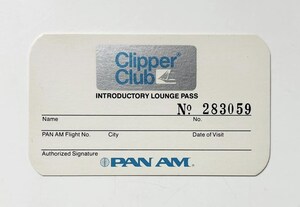 Clipper®
Club
INTRODUCTORY LOUNGE PASS
Nº 283059
Name No.
PAN AM Flight No. City Date of Visit
Authorized Signature
PAN AM.